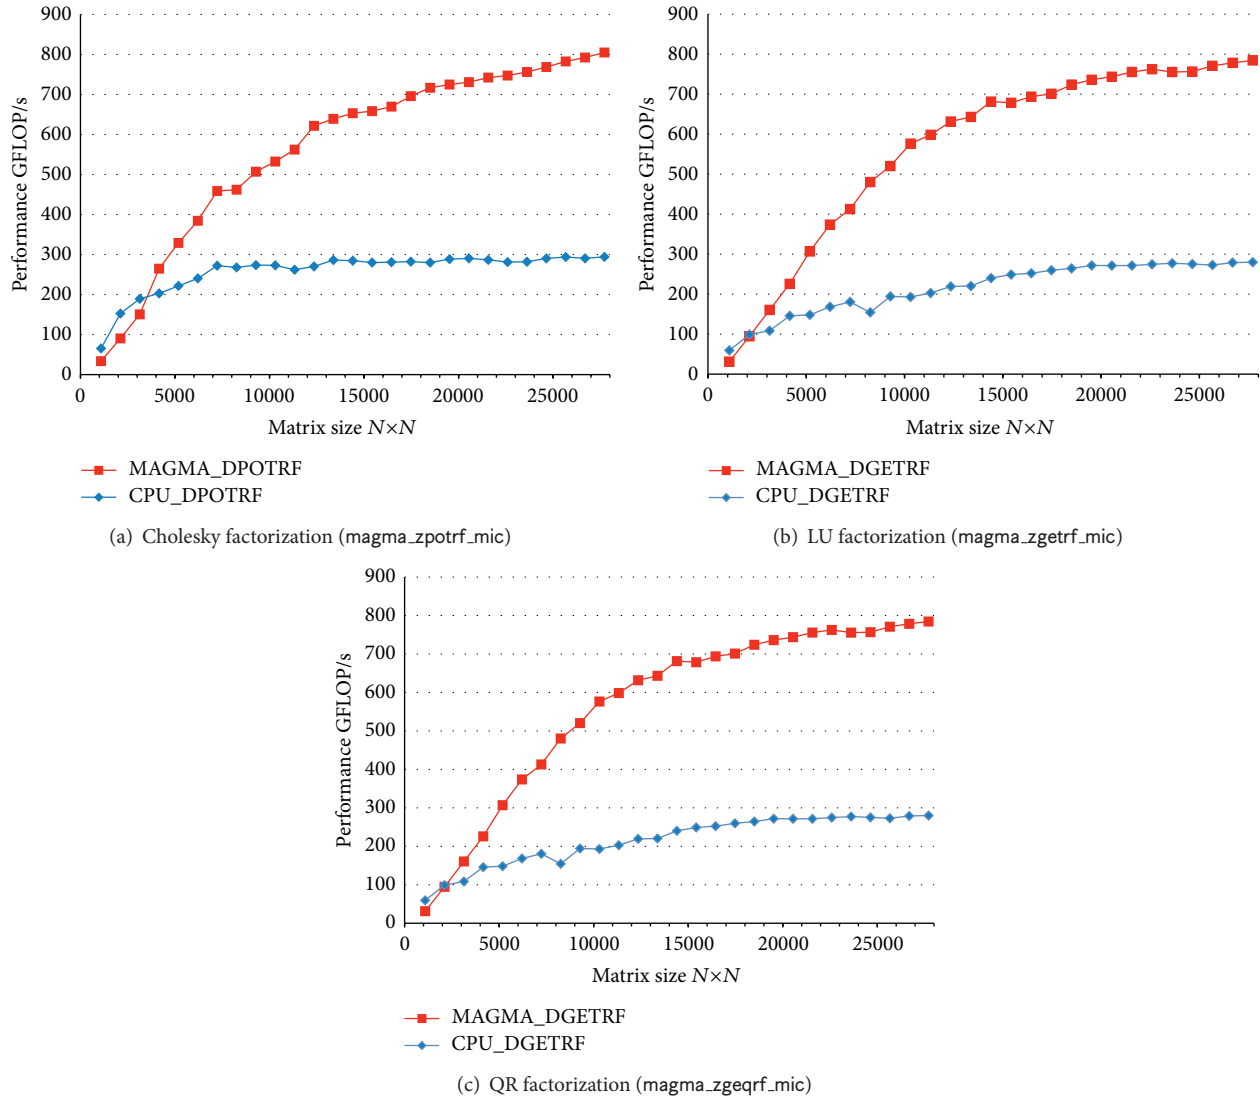 900
800
700
600
500
400
300
200
100
0
Performance GFLOP/s
0 5000 10000 15000 20000 25000
Matrix size N×N
MAGMA_DPOTRF
CPU_DPOTRF
(a) Cholesky factorization (magma_zpotrf_mic)
900
800
700
600
500
400
300
200
100
0
Performance GFLOP/s
0 5000 10000 15000 20000 25000
Matrix size N×N
MAGMA_DGETRF
CPU_DGETRF
(b) LU factorization (magma_zgetrf_mic)
900
800
700
600
500
400
300
200
100
0
Performance GFLOP/s
0 5000 10000 15000 20000 25000
Matrix size N×N
MAGMA_DGETRF
CPU_DGETRF
(c) QR factorization (magma_zgeqrf_mic)